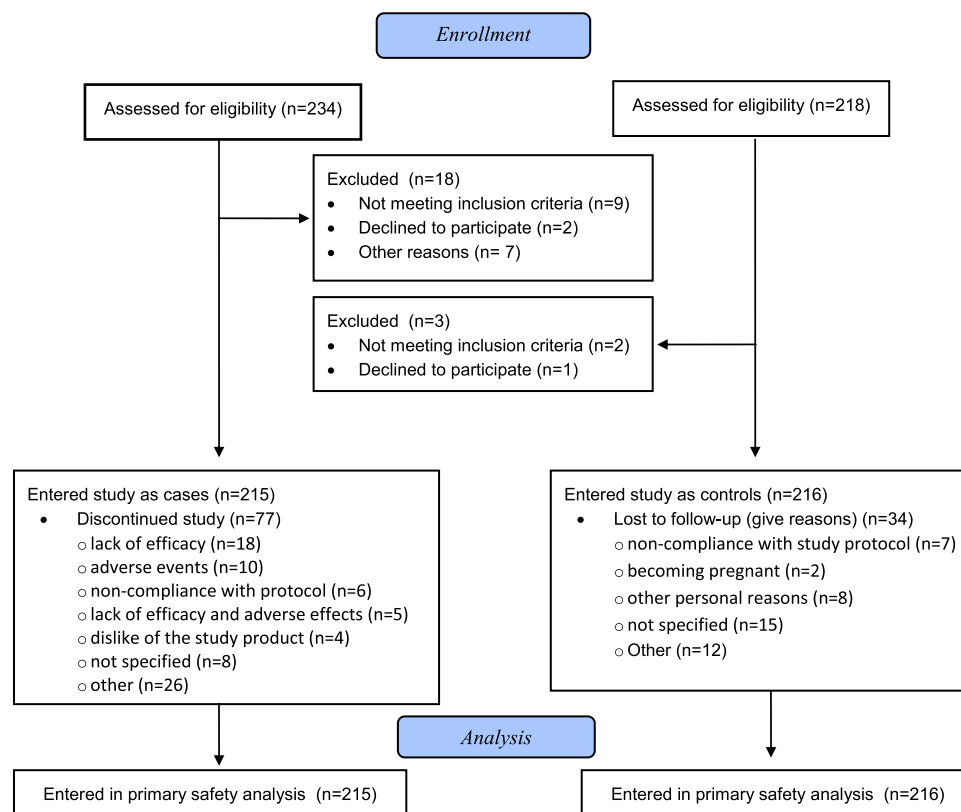 Enrollment
Assessed for eligibility (n=234)
Assessed for eligibility (n=218)
Excluded (n=18)
• Not meeting inclusion criteria (n=9)
• Declined to participate (n=2)
• Other reasons (n= 7)
Excluded (n=3)
• Not meeting inclusion criteria (n=2)
• Declined to participate (n=1)
Entered study as cases (n=215)
• Discontinued study (n=77)
○ lack of efficacy (n=18)
○ adverse events (n=10)
○ non-compliance with protocol (n=6)
○ lack of efficacy and adverse effects (n=5)
○ dislike of the study product (n=4)
○ not specified (n=8)
○ other (n=26)
Entered study as controls (n=216)
• Lost to follow-up (give reasons) (n=34)
○ non-compliance with study protocol (n=7)
○ becoming pregnant (n=2)
○ other personal reasons (n=8)
○ not specified (n=15)
○ Other (n=12)
Analysis
Entered in primary safety analysis (n=215)
Entered in primary safety analysis (n=216)